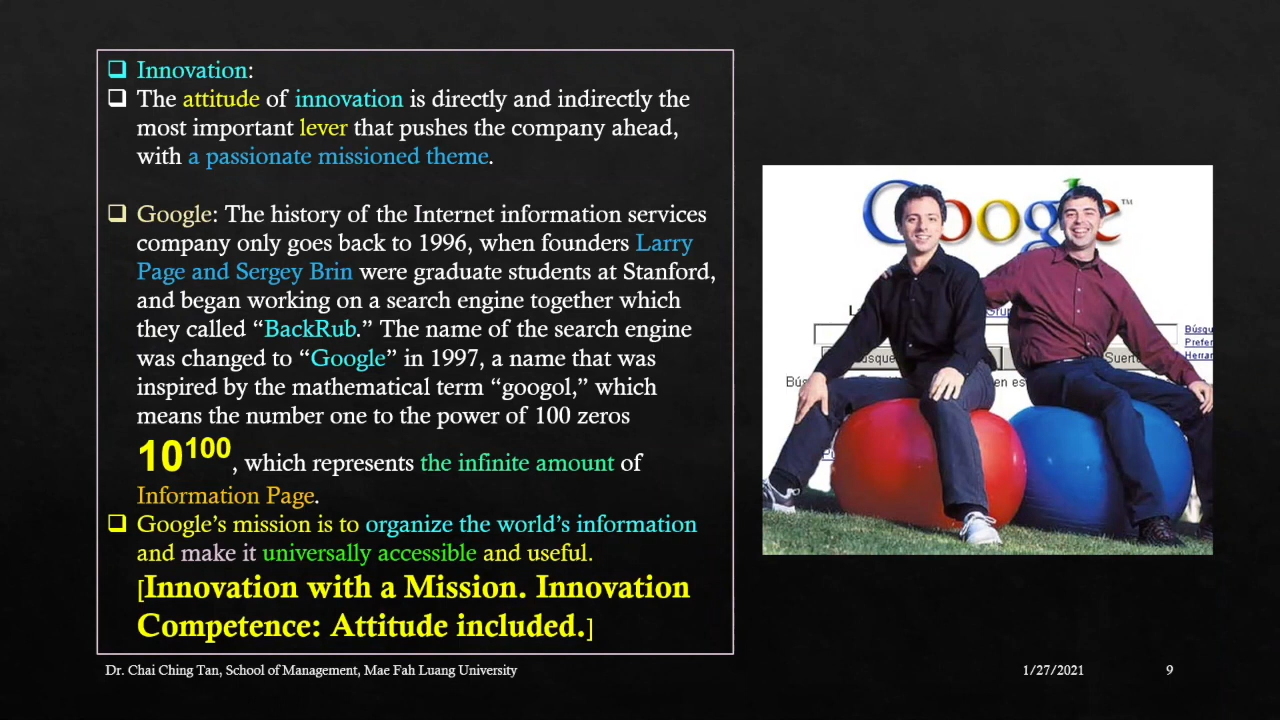 Innovation:
The attitude of innovation is directly and indirectly the
most important lever that pushes the company ahead,
with a passionate missioned theme.
Google: The history of the Internet information services
company only goes back to 1996, when founders Larry
Page and Sergey Brin were graduate students at Stanford,
and began working on a search engine together which
they called “BackRub.” The name of the search engine
was changed to “Google” in 1997, a name that was
inspired by the mathematical term “googol,” which
means the number one to the power of 100 zeros
10¹⁰⁰, which represents the infinite amount of
Information Page.
Google’s mission is to organize the world’s information
and make it universally accessible and useful.
[Innovation with a Mission. Innovation
Competence: Attitude included.]
Google™
Búsqu
Prefer
Herran
Dr. Chai Ching Tan, School of Management, Mae Fah Luang University
1/27/2021
9